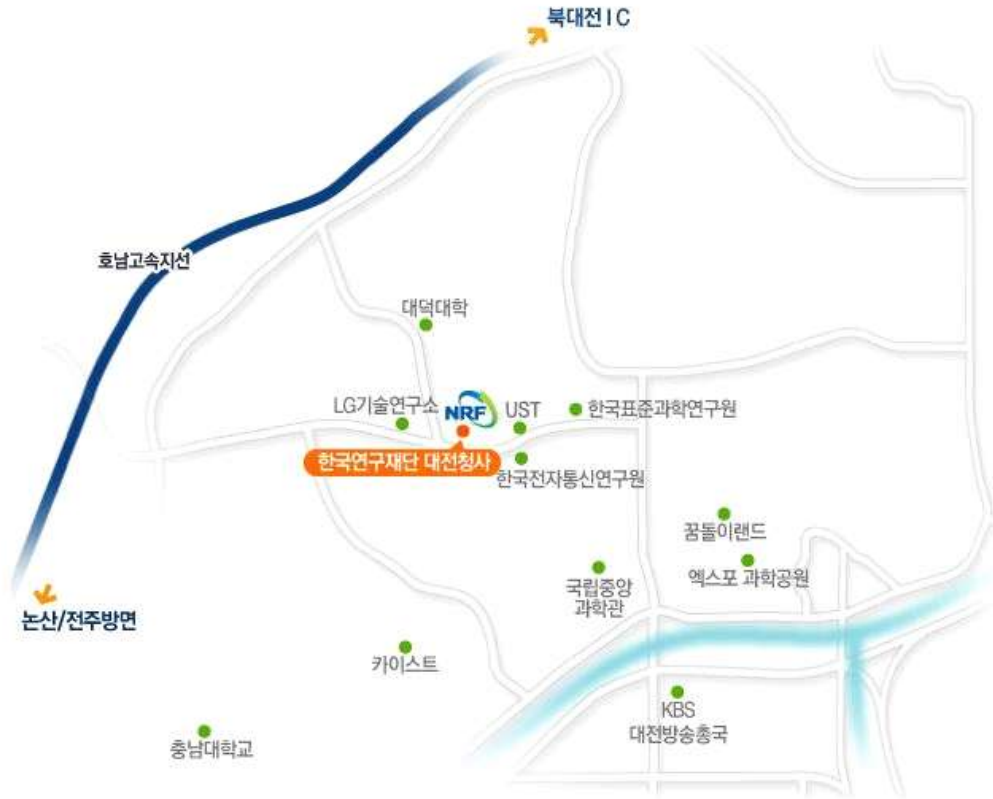 북대전IC
호남고속지선
대덕대학
LG기술연구소
NRF
UST
한국표준과학연구원
한국연구재단 대전청사
한국전자통신연구원
꿈돌이랜드
엑스포 과학공원
국립중앙
과학관
논산/전주방면
카이스트
KBS
대전방송총국
충남대학교